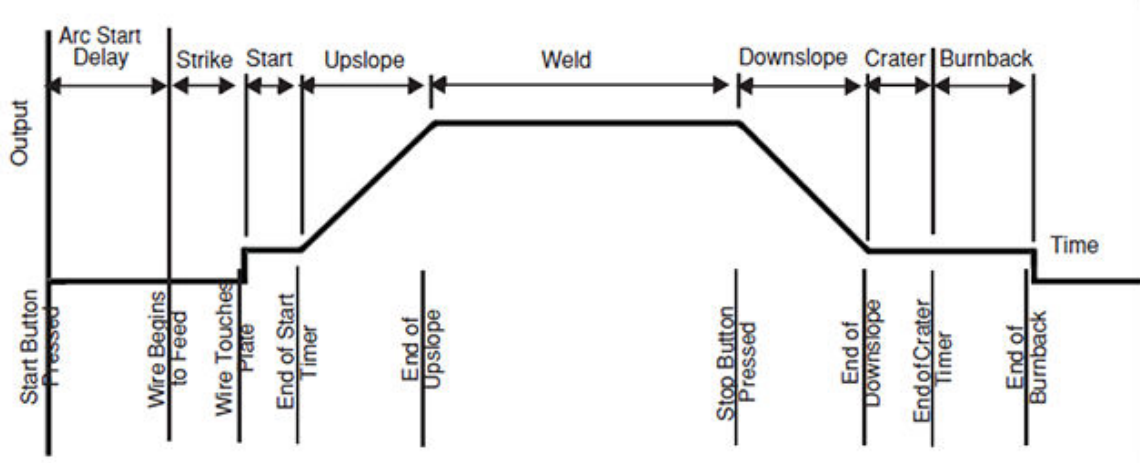 Arc Start
Delay
Strike
Start
Upslope
Weld
Downslope
Crater
Burnback
Output
Time
Start Button
Pressed
Wire Begins
to Feed
Wire Touches
Plate
End of Start
Timer
End of
Upslope
Stop Button
Pressed
End of
Downslope
End of Crater
Timer
End of
Burnback